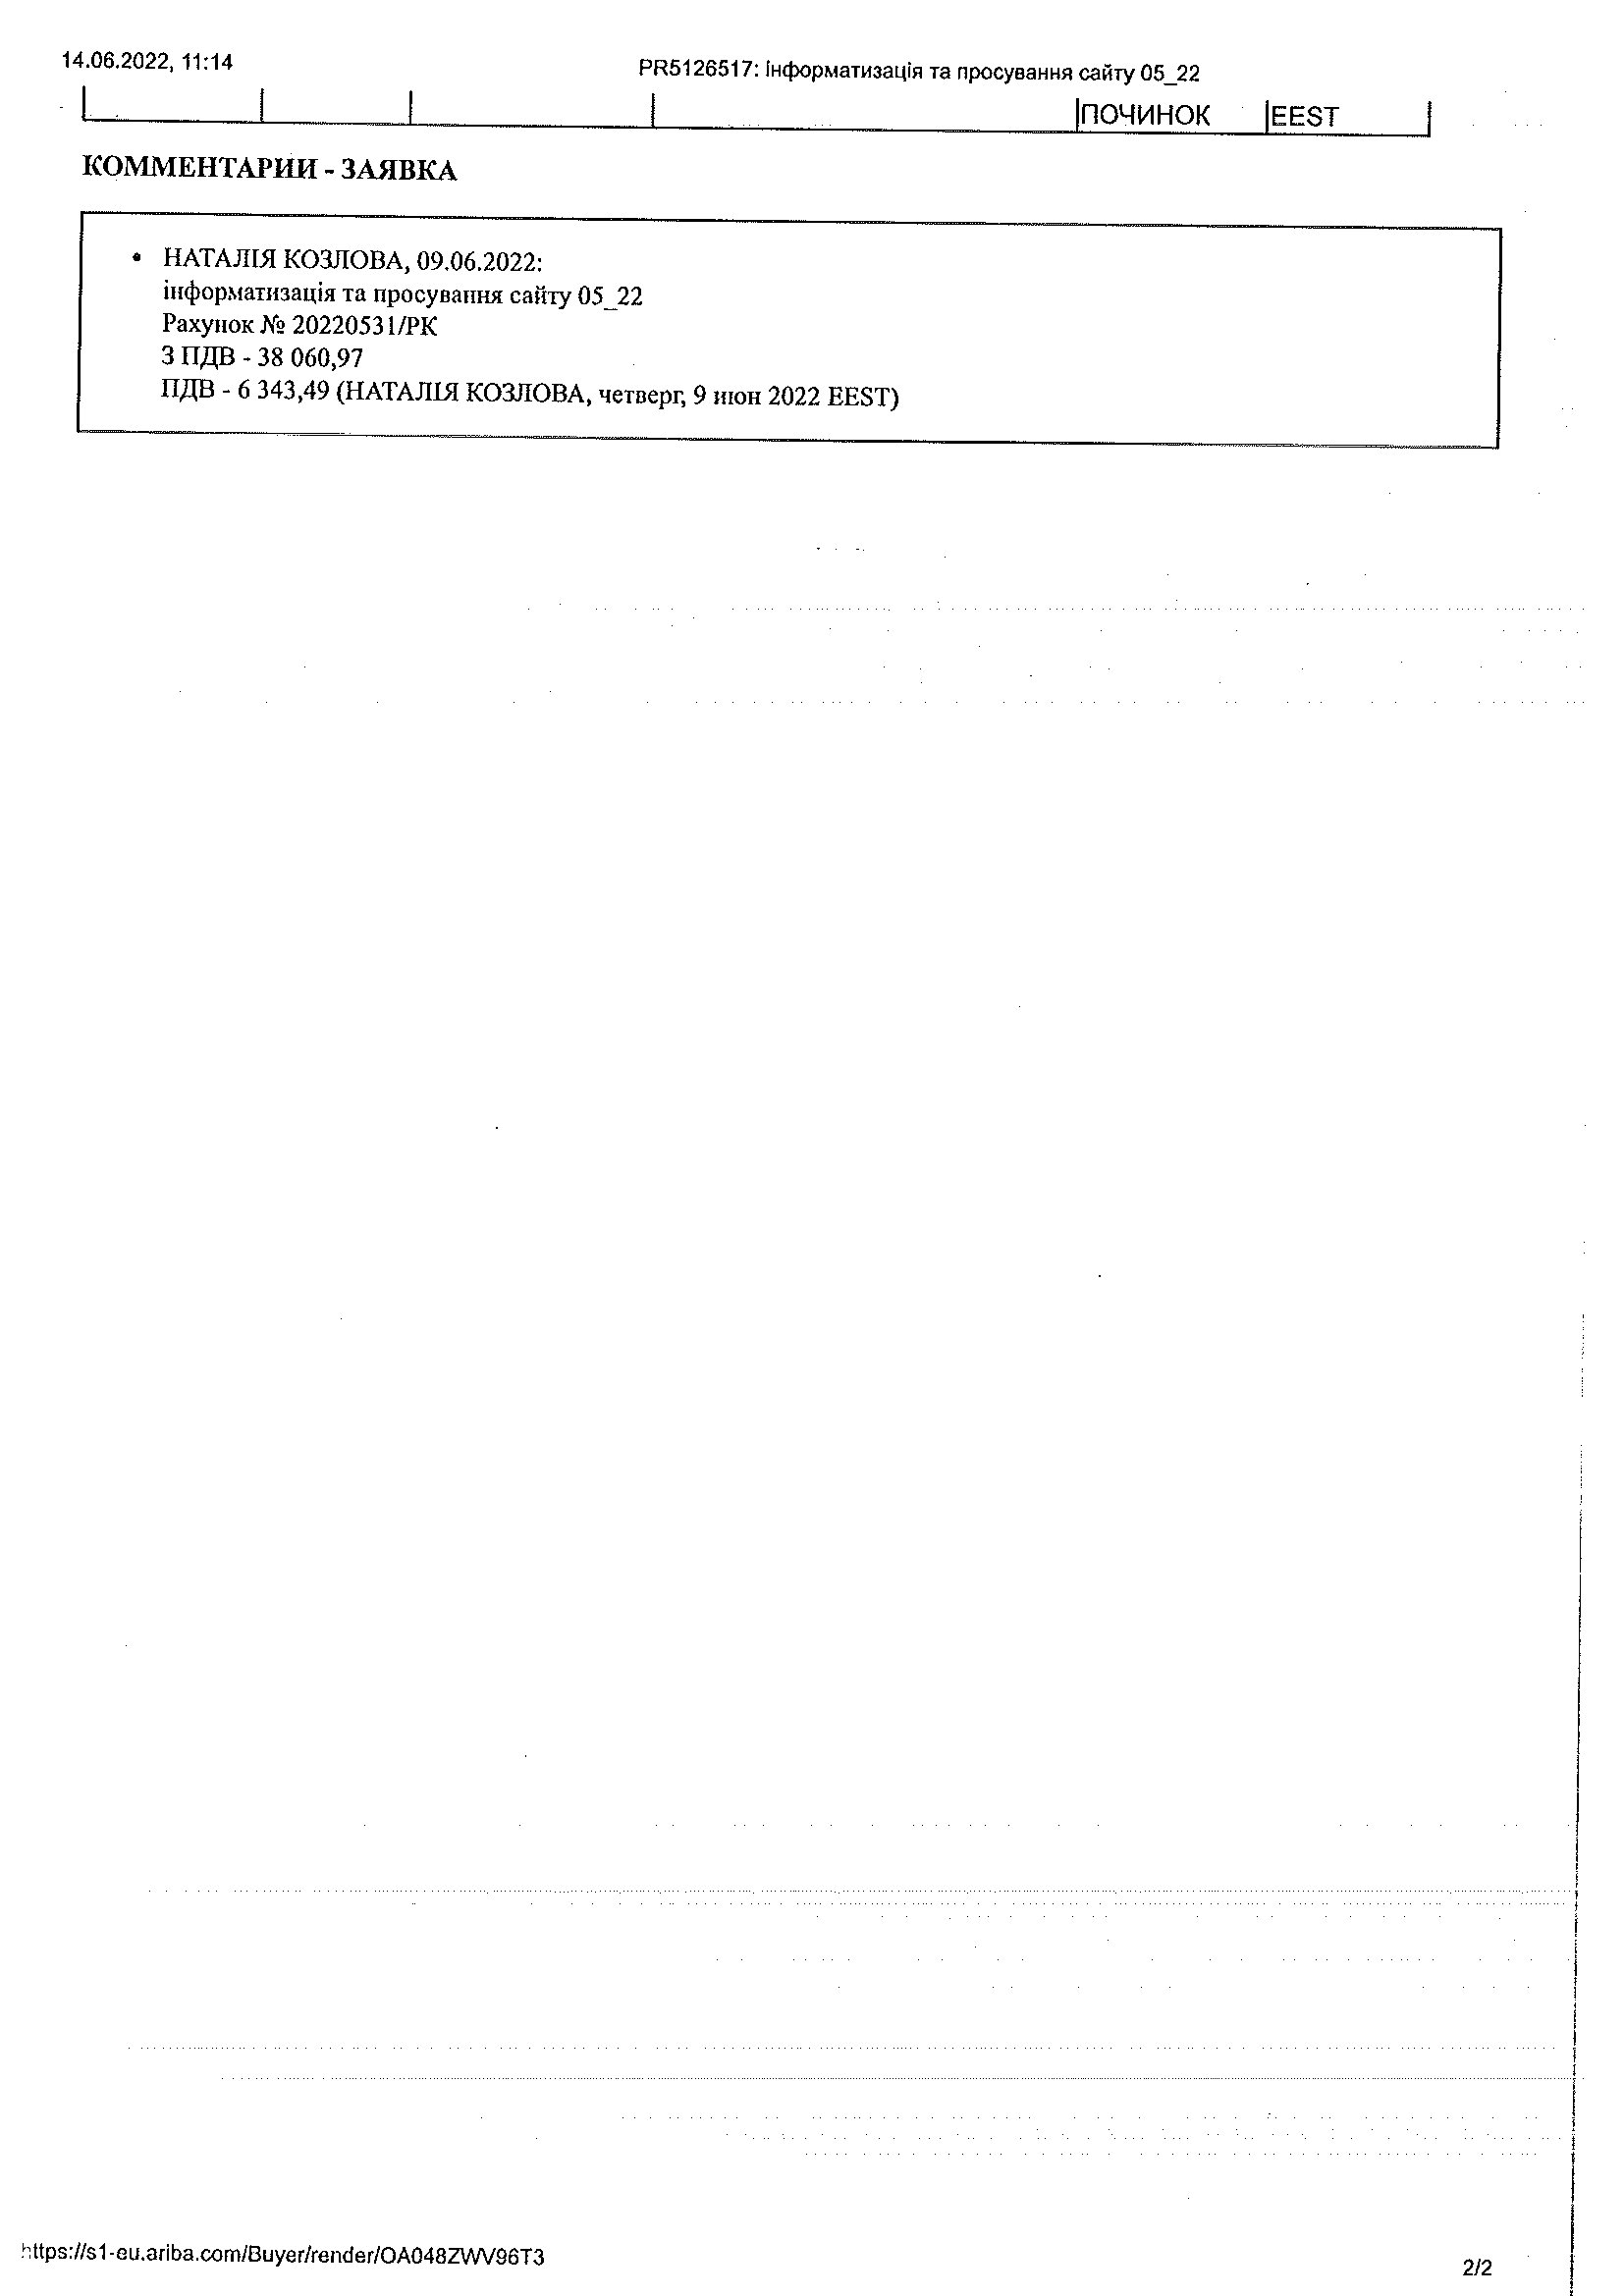 14.06.2022, 11:14
PR5126517: інформатизація та просування сайту 05_22
ПОЧИНОК EEST
КОММЕНТАРИИ - ЗАЯВКА
• НАТАЛІЯ КОЗЛОВА, 09.06.2022:
інформатизація та просування сайту 05_22
Рахунок № 20220531/РК
З ПДВ - 38 060,97
ПДВ - 6 343,49 (НАТАЛІЯ КОЗЛОВА, четверг, 9 июн 2022 EEST)
https://s1-eu.ariba.com/Buyer/render/OA048ZWV96T3
2/2